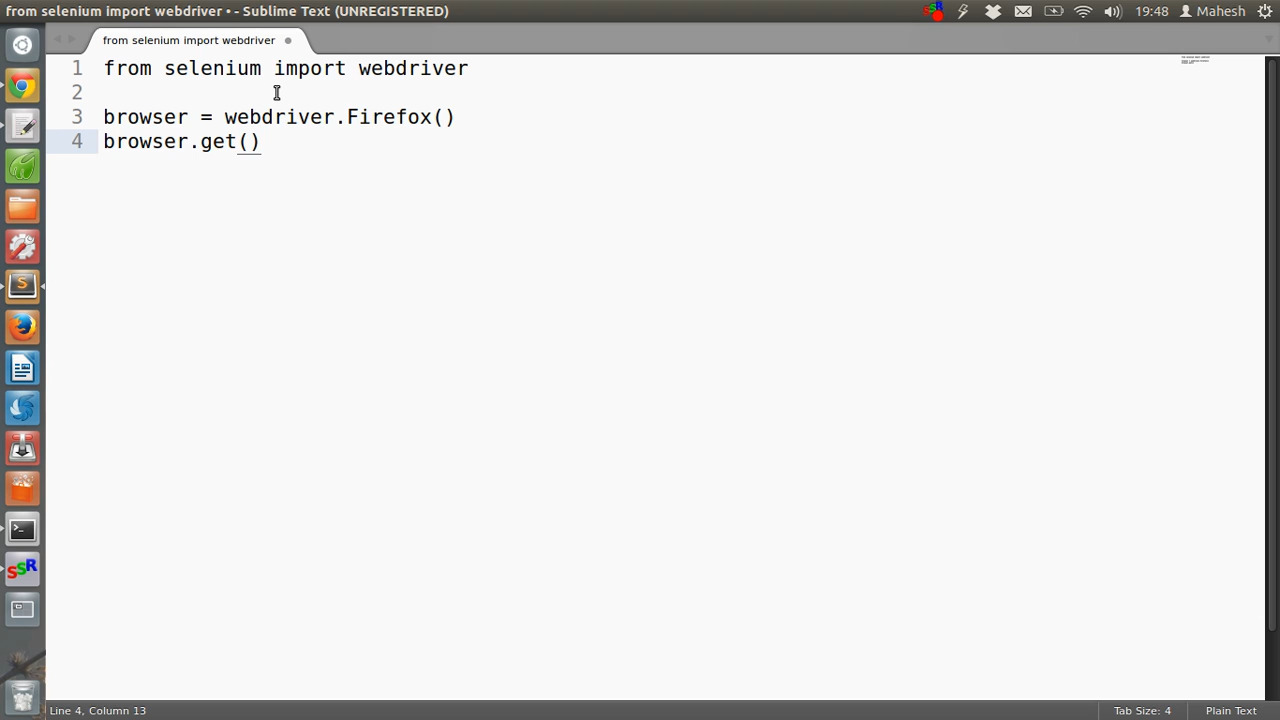 from selenium import webdriver • - Sublime Text (UNREGISTERED)
19:48 Mahesh
from selenium import webdriver
1 from selenium import webdriver
2
3 browser = webdriver.Firefox()
4 browser.get()
S
SSR
Line 4, Column 13
Tab Size: 4
Plain Text